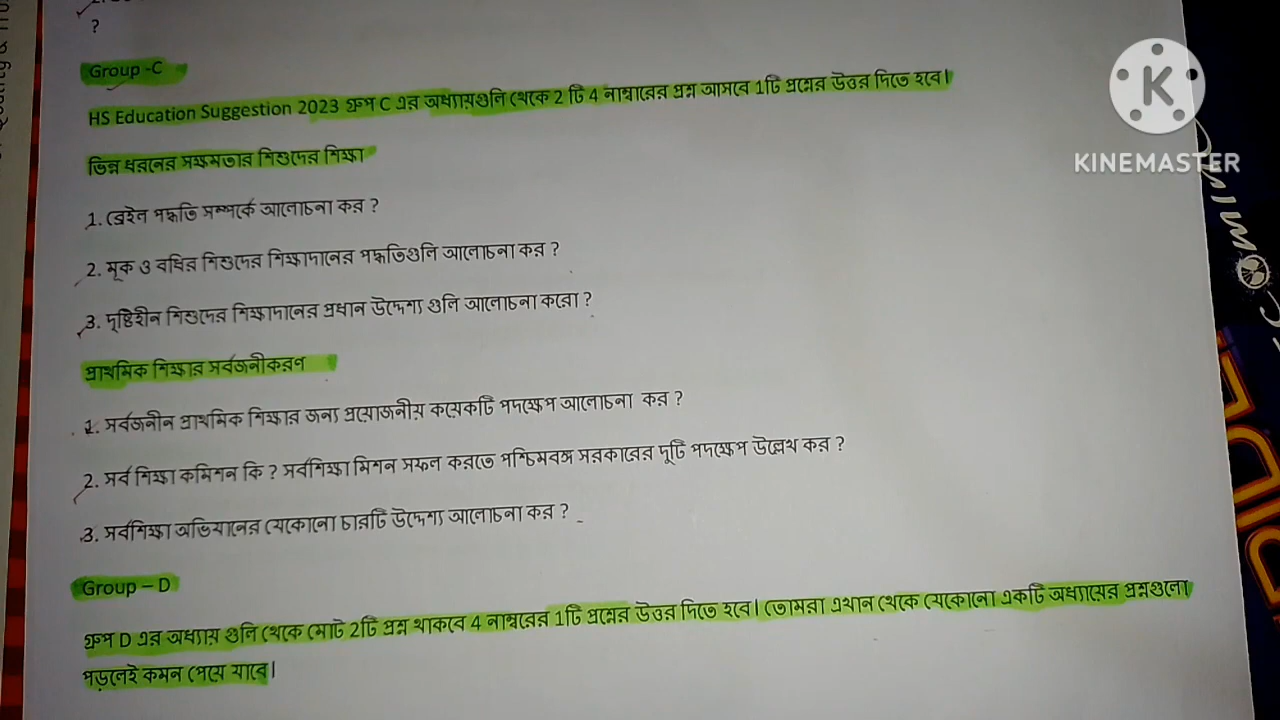 ?
Group -C
HS Education Suggestion 2023 গ্রুপ C এর অধ্যায়গুলি থেকে 2 টি 4 নাম্বারের প্রশ্ন আসবে 1টি প্রশ্নের উত্তর দিতে হবে।
ভিন্ন ধরনের সক্ষমতার শিশুদের শিক্ষা
1. ব্রেইল পদ্ধতি সম্পর্কে আলোচনা কর ?
2. মূক ও বধির শিশুদের শিক্ষাদানের পদ্ধতিগুলি আলোচনা কর ?
3. দৃষ্টিহীন শিশুদের শিক্ষাদানের প্রধান উদ্দেশ্য গুলি আলোচনা করো ?
প্রাথমিক শিক্ষার সর্বজনীকরণ
1. সর্বজনীন প্রাথমিক শিক্ষার জন্য প্রয়োজনীয় কয়েকটি পদক্ষেপ আলোচনা কর ?
2. সর্ব শিক্ষা কমিশন কি ? সর্বশিক্ষা মিশন সফল করতে পশ্চিমবঙ্গ সরকারের দুটি পদক্ষেপ উল্লেখ কর ?
3. সর্বশিক্ষা অভিযানের যেকোনো চারটি উদ্দেশ্য আলোচনা কর ?
Group – D
গ্রুপ D এর অধ্যায় গুলি থেকে মোট 2টি প্রশ্ন থাকবে 4 নাম্বরের 1টি প্রশ্নের উত্তর দিতে হবে। তোমরা এখান থেকে যেকোনো একটি অধ্যায়ের প্রশ্নগুলো
পড়লেই কমন পেয়ে যাবে।
K
KINEMASTER